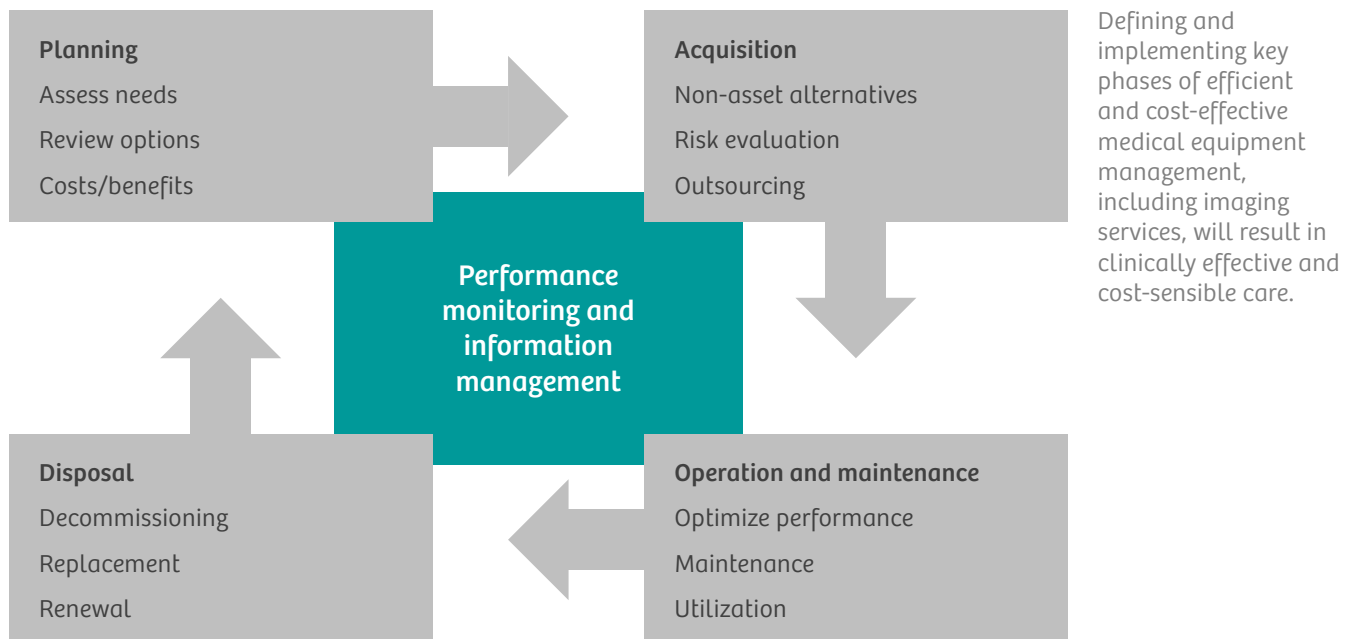 Planning
Assess needs
Review options
Costs/benefits
Acquisition
Non-asset alternatives
Risk evaluation
Outsourcing
Defining and
implementing key
phases of efficient
and cost-effective
medical equipment
management,
including imaging
services, will result in
clinically effective and
cost-sensible care.
Performance
monitoring and
information
management
Disposal
Decommissioning
Replacement
Renewal
Operation and maintenance
Optimize performance
Maintenance
Utilization